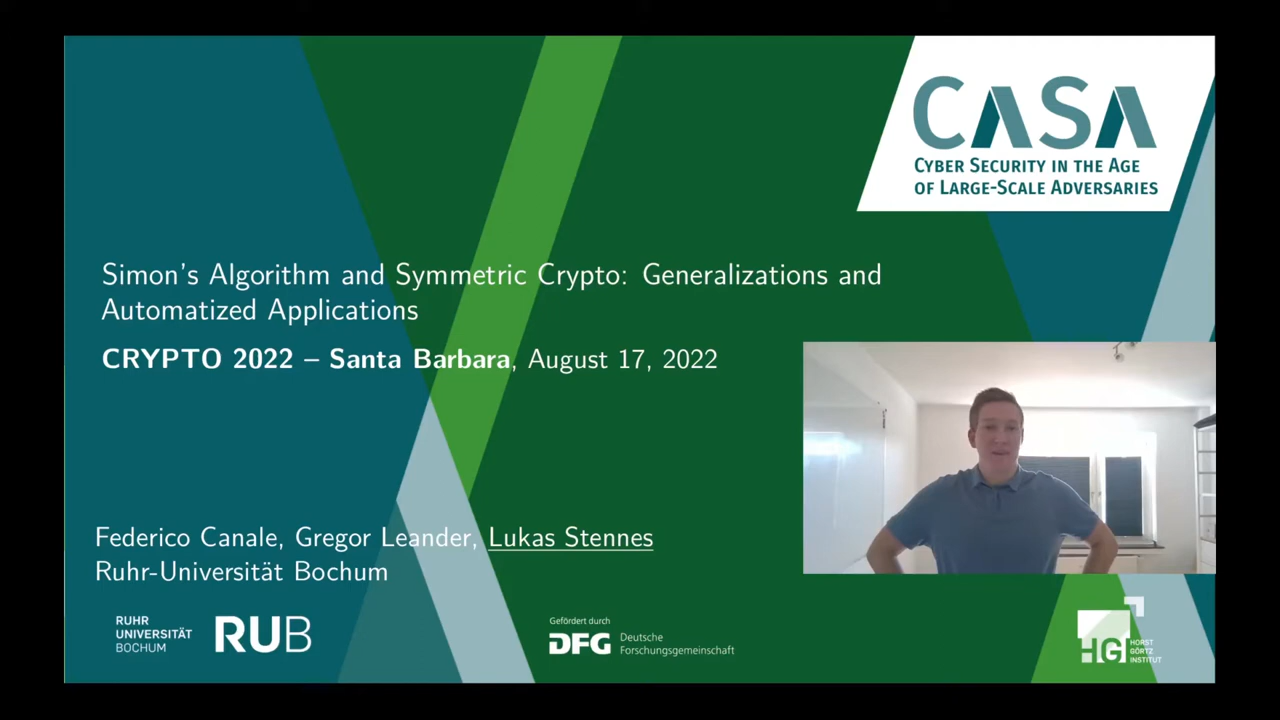 CASA
CYBER SECURITY IN THE AGE
OF LARGE-SCALE ADVERSARIES
Simon's Algorithm and Symmetric Crypto: Generalizations and
Automatized Applications
CRYPTO 2022 – Santa Barbara, August 17, 2022
Federico Canale, Gregor Leander, Lukas Stennes
Ruhr-Universität Bochum
RUHR
UNIVERSITÄT
BOCHUM
RUB
Gefördert durch
DFG
Deutsche
Forschungsgemeinschaft
HG
HORST
GÖRTZ
INSTITUT